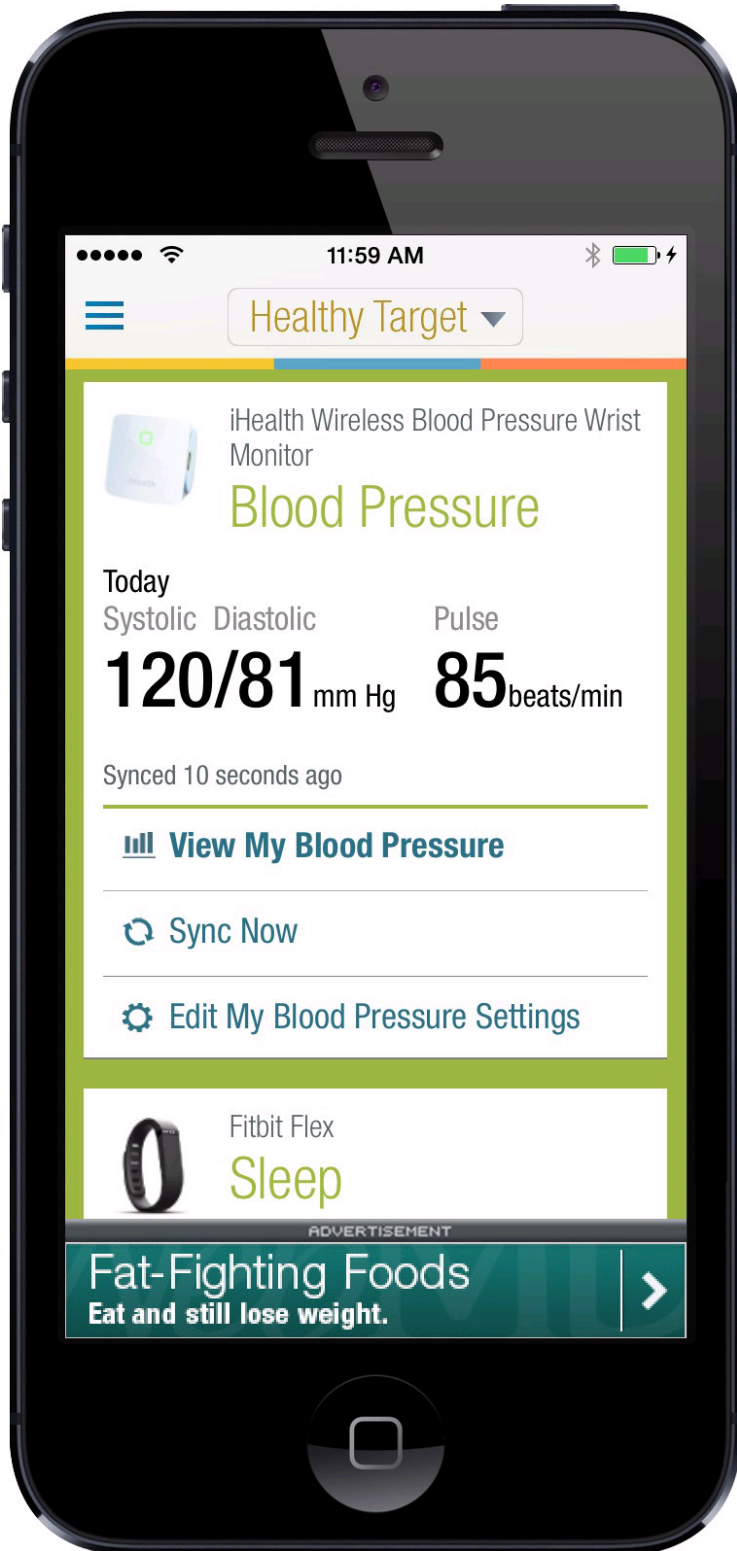 11:59 AM
Healthy Target
iHealth Wireless Blood Pressure Wrist
Monitor
Blood Pressure
iHealth
Today
Systolic Diastolic Pulse
120/81 mm Hg 85 beats/min
Synced 10 seconds ago
View My Blood Pressure
Sync Now
Edit My Blood Pressure Settings
Fitbit Flex
Sleep
ADVERTISEMENT
Fat-Fighting Foods
Eat and still lose weight.